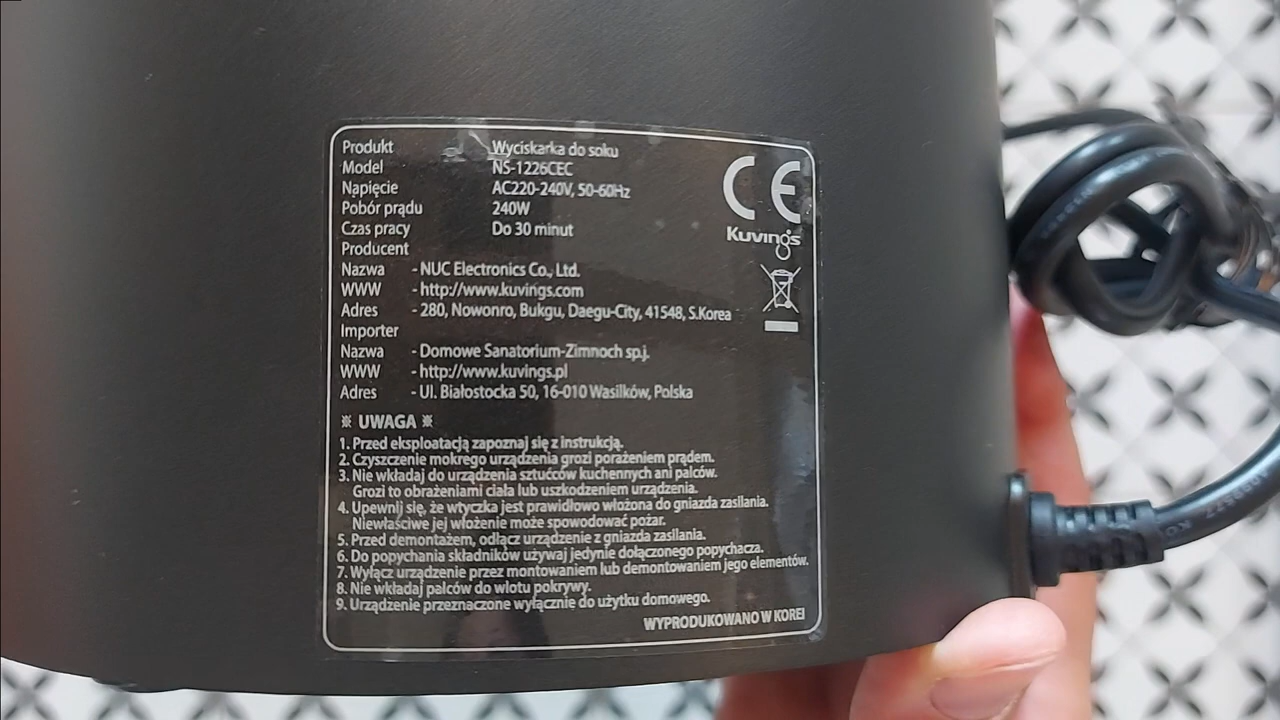 Produkt Wyciskarka do soku
Model NS-1226CEC
Napięcie AC220-240V, 50-60Hz
Pobór prądu 240W
Czas pracy Do 30 minut
Producent
Nazwa - NUC Electronics Co., Ltd.
WWW - http://www.kuvings.com
Adres - 280, Nowonro, Bukgu, Daegu-City, 41548, S.Korea
Importer
Nazwa - Domowe Sanatorium-Zimnoch sp.j.
WWW - http://www.kuvings.pl
Adres - Ul. Białostocka 50, 16-010 Wasilków, Polska
CE
Kuvings
※ UWAGA ※
1. Przed eksploatacją zapoznaj się z instrukcją.
2. Czyszczenie mokrego urządzenia grozi porażeniem prądem.
3. Nie wkładaj do urządzenia sztućców kuchennych ani palców.
Grozi to obrażeniami ciała lub uszkodzeniem urządzenia.
4. Upewnij się, że wtyczka jest prawidłowo włożona do gniazda zasilania.
Niewłaściwe jej włożenie może spowodować pożar.
5. Przed demontażem, odłącz urządzenie z gniazda zasilania.
6. Do popychania składników używaj jedynie dołączonego popychacza.
7. Wyłącz urządzenie przez montowaniem lub demontowaniem jego elementów.
8. Nie wkładaj palców do wlotu pokrywy.
9. Urządzenie przeznaczone wyłącznie do użytku domowego.
WYPRODUKOWANO W KOREI